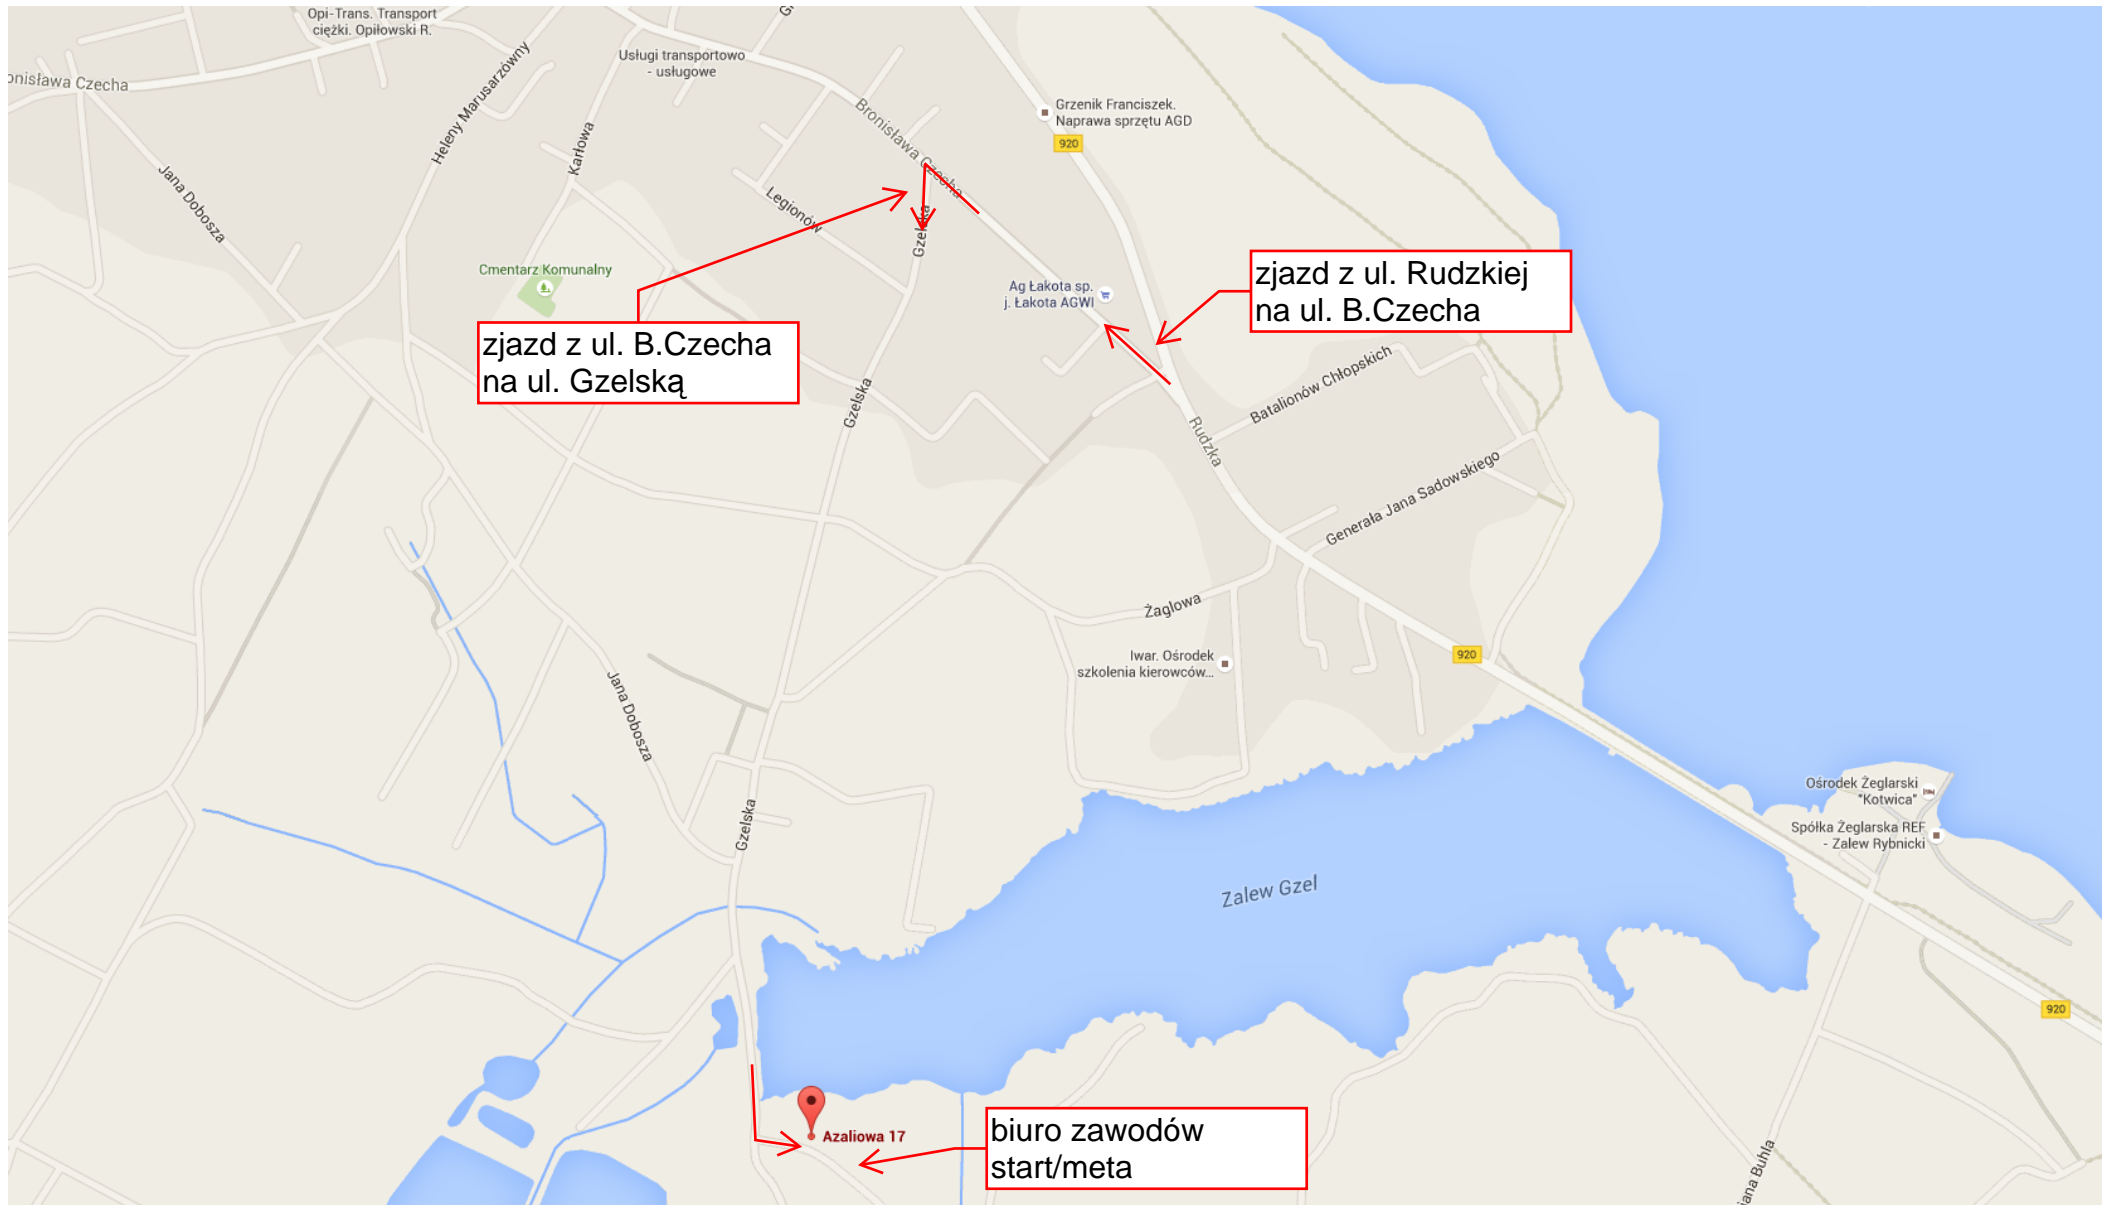 Opi-Trans. Transport
ciężki. Opiłowski R.
onisława Czecha
Heleny Marusarzówny
Usługi transportowo
- usługowe
Karłowa
Bronisława Czecha
Grzenik Franciszek.
Naprawa sprzętu AGD
920
Jana Dobosza
Legionów
Gzelska
Cmentarz Komunalny
Ag Łakota sp.
j. Łakota AGWI
zjazd z ul. Rudzkiej
na ul. B.Czecha
zjazd z ul. B.Czecha
na ul. Gzelską
Gzelska
Batalionów Chłopskich
Rudzka
Generała Jana Sadowskiego
Żaglowa
Iwar. Ośrodek
szkolenia kierowców...
920
Jana Dobosza
Gzelska
Ośrodek Żeglarski
"Kotwica"
Spółka Żeglarska REF
- Zalew Rybnicki
Zalew Gzel
920
Azaliowa 17
biuro zawodów
start/meta
ana Buhla